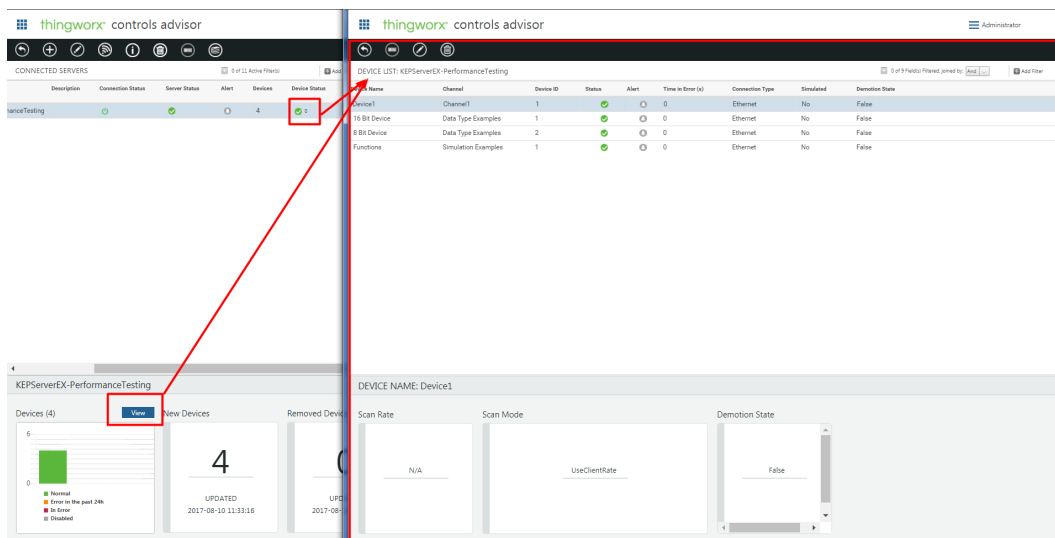 thingworx controls advisor
CONNECTED SERVERS
0 of 11 Active Filter(s)
Add
Description Connection Status Server Status Alert Devices Device Status
manceTesting 0 4 0
KEPServerEX-PerformanceTesting
Devices (4)
View
New Devices
Removed Devic
6
0
Normal
Error in the past 24h
In Error
Disabled
4
UPDATED
2017-08-10 11:33:16
0
UPD
2017-08-
thingworx controls advisor
Administrator
DEVICE LIST: KEPServerEX-PerformanceTesting
0 of 9 Field(s) Filtered, joined by: And
Add Filter
Device Name Channel Device ID Status Alert Time in Error (s) Connection Type Simulated Demotion State
Device1 Channel1 1 0 0 Ethernet No False
16 Bit Device Data Type Examples 1 0 0 Ethernet No False
8 Bit Device Data Type Examples 2 0 0 Ethernet No False
Functions Simulation Examples 1 0 0 Ethernet No False
DEVICE NAME: Device1
Scan Rate
Scan Mode
Demotion State
N/A
UseClientRate
False